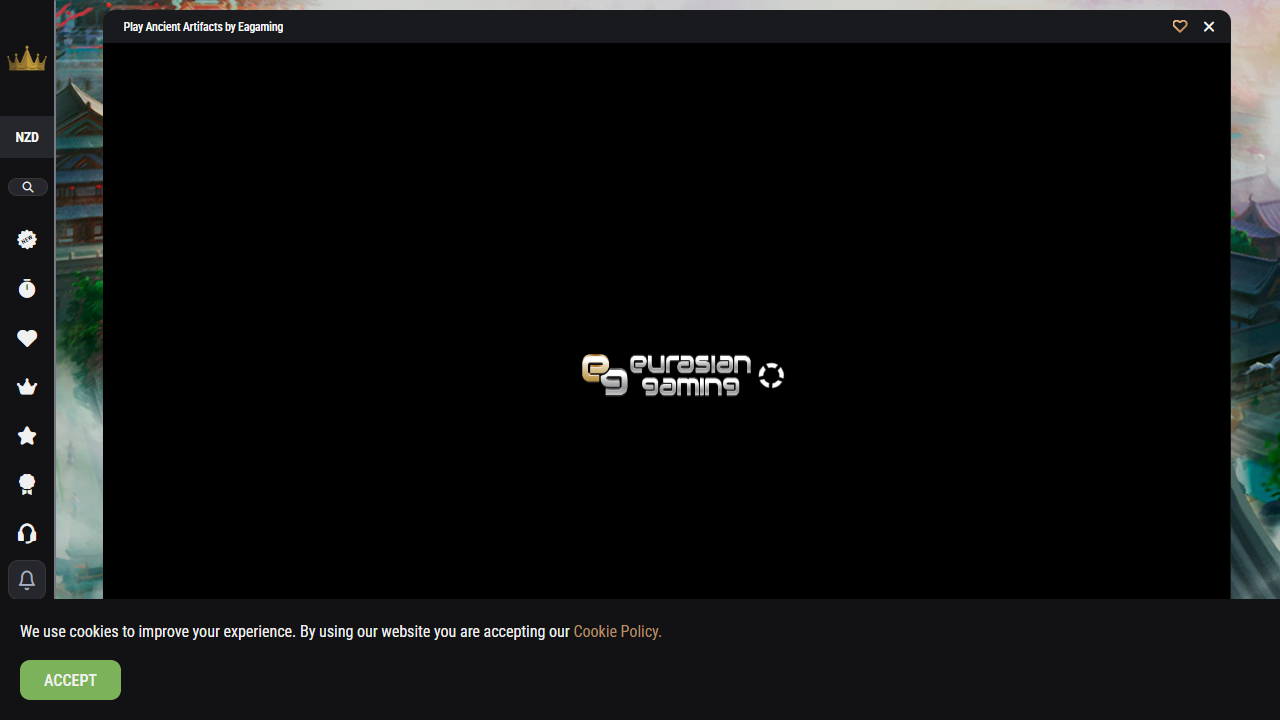 Play Ancient Artifacts by Eagaming
NZD
NEW
eg eurasian
gaming
We use cookies to improve your experience. By using our website you are accepting our Cookie Policy.
ACCEPT